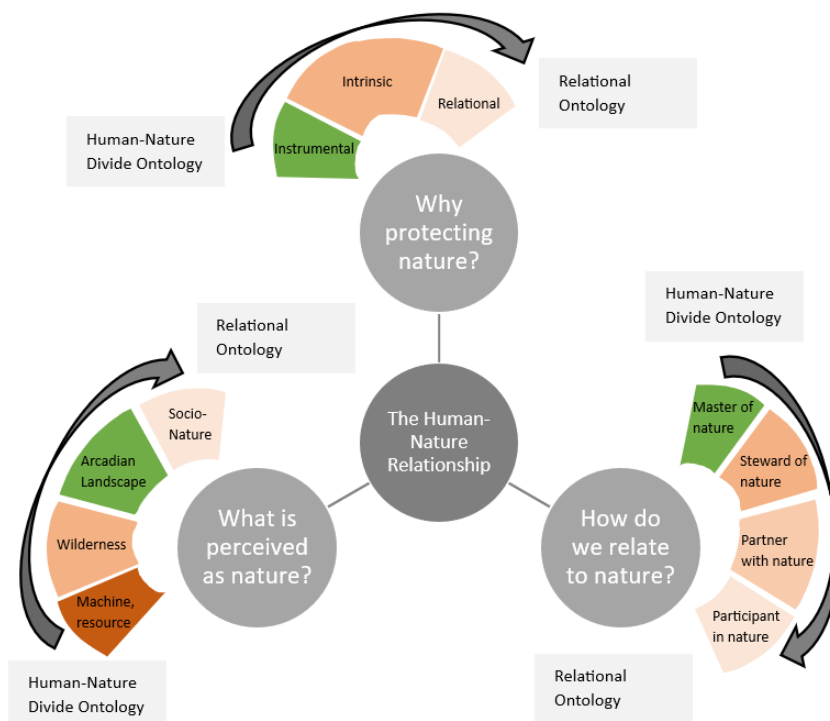 Intrinsic
Relational
Instrumental
Relational
Ontology
Human-Nature
Divide Ontology
Why
protecting
nature?
Human-Nature
Divide Ontology
Relational
Ontology
Master of
nature
Steward of
nature
Partner
with nature
Participant
in nature
The Human-
Nature
Relationship
Socio-
Nature
Arcadian
Landscape
Wilderness
Machine,
resource
What is
perceived
as nature?
How do
we relate
to nature?
Human-Nature
Divide Ontology
Relational
Ontology